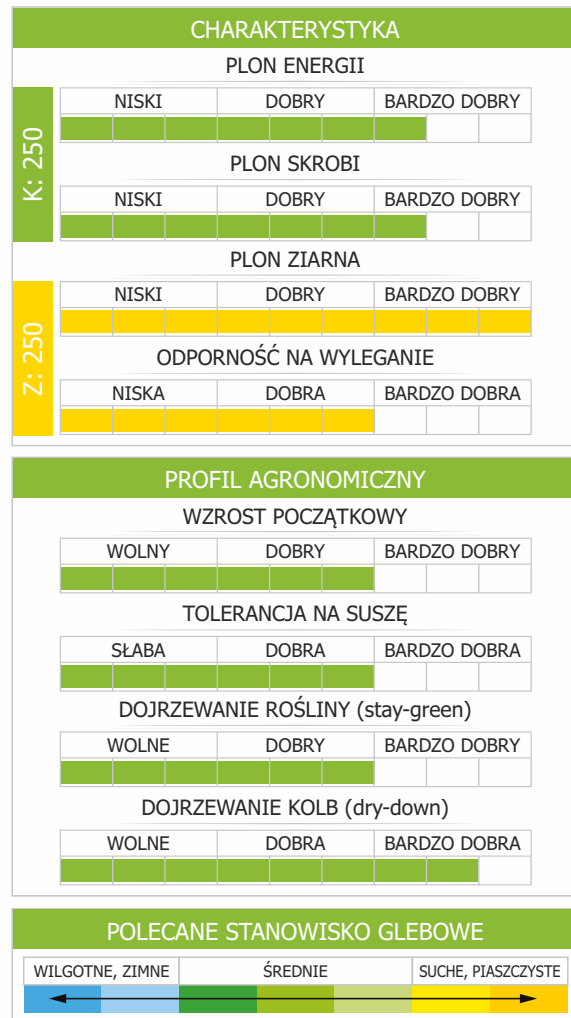 CHARAKTERYSTYKA
PLON ENERGII
NISKI DOBRY BARDZO DOBRY
K: 250
PLON SKROBI
NISKI DOBRY BARDZO DOBRY
PLON ZIARNA
NISKI DOBRY BARDZO DOBRY
Z: 250
ODPORNOŚĆ NA WYLEGANIE
NISKA DOBRA BARDZO DOBRA
PROFIL AGRONOMICZNY
WZROST POCZĄTKOWY
WOLNY DOBRY BARDZO DOBRY
TOLERANCJA NA SUSZĘ
SŁABA DOBRA BARDZO DOBRA
DOJRZEWANIE ROŚLINY (stay-green)
WOLNE DOBRY BARDZO DOBRY
DOJRZEWANIE KOLB (dry-down)
WOLNE DOBRA BARDZO DOBRA
POLECANE STANOWISKO GLEBOWE
WILGOTNE, ZIMNE ŚREDNIE SUCHE, PIASZCZYSTE